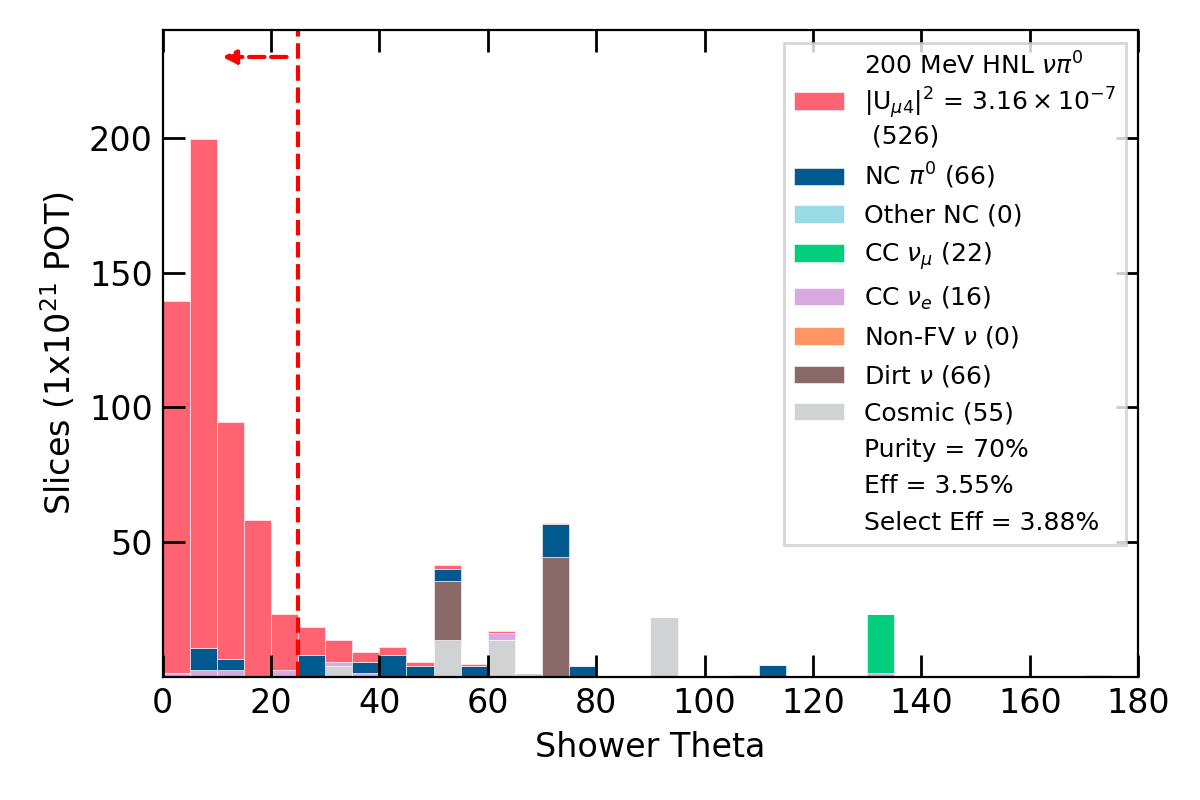 200 MeV HNL νπ⁰
|U_μ4|² = 3.16 × 10⁻⁷
(526)
NC π⁰ (66)
Other NC (0)
CC ν_μ (22)
CC ν_e (16)
Non-FV ν (0)
Dirt ν (66)
Cosmic (55)
Purity = 70%
Eff = 3.55%
Select Eff = 3.88%
200
150
100
50
Slices (1x10²¹ POT)
0 20 40 60 80 100 120 140 160 180
Shower Theta